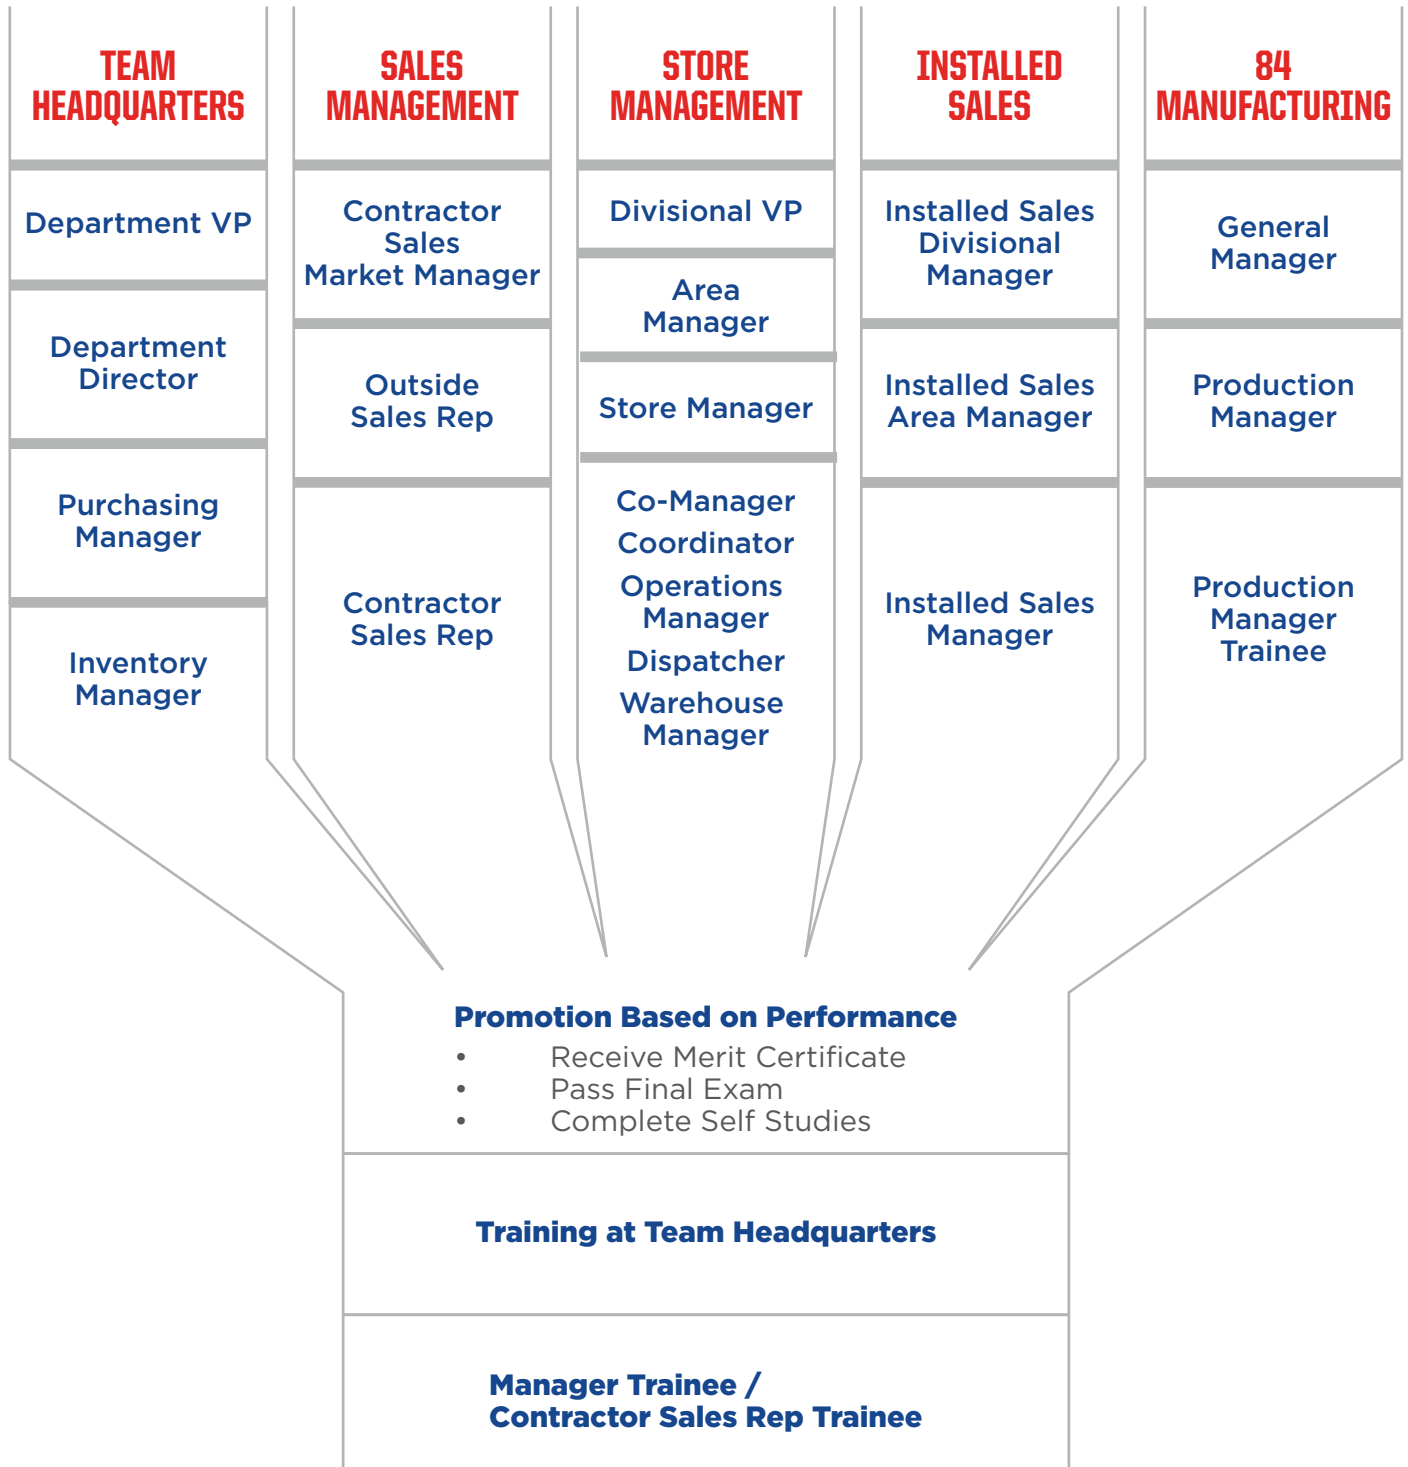 TEAM
HEADQUARTERS
Department VP
Department
Director
Purchasing
Manager
Inventory
Manager
SALES
MANAGEMENT
Contractor
Sales
Market Manager
Outside
Sales Rep
Contractor
Sales Rep
STORE
MANAGEMENT
Divisional VP
Area
Manager
Store Manager
Co-Manager
Coordinator
Operations
Manager
Dispatcher
Warehouse
Manager
INSTALLED
SALES
Installed Sales
Divisional
Manager
Installed Sales
Area Manager
Installed Sales
Manager
84
MANUFACTURING
General
Manager
Production
Manager
Production
Manager
Trainee
Promotion Based on Performance
• Receive Merit Certificate
• Pass Final Exam
• Complete Self Studies
Training at Team Headquarters
Manager Trainee /
Contractor Sales Rep Trainee